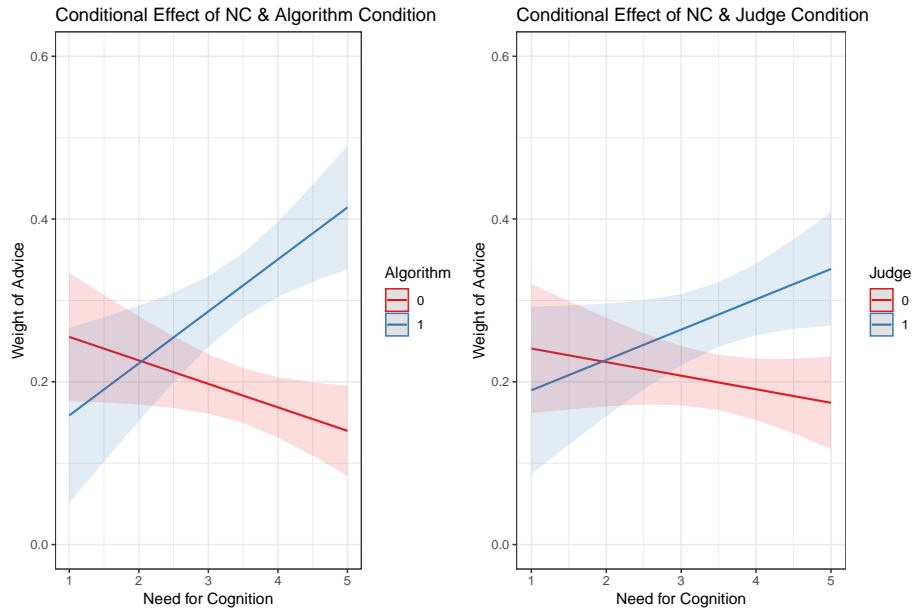 Conditional Effect of NC & Algorithm Condition
0.6
0.4
0.2
0.0
Weight of Advice
1 2 3 4 5
Need for Cognition
Algorithm
0
1
Conditional Effect of NC & Judge Condition
0.6
0.4
0.2
0.0
Weight of Advice
1 2 3 4 5
Need for Cognition
Judge
0
1